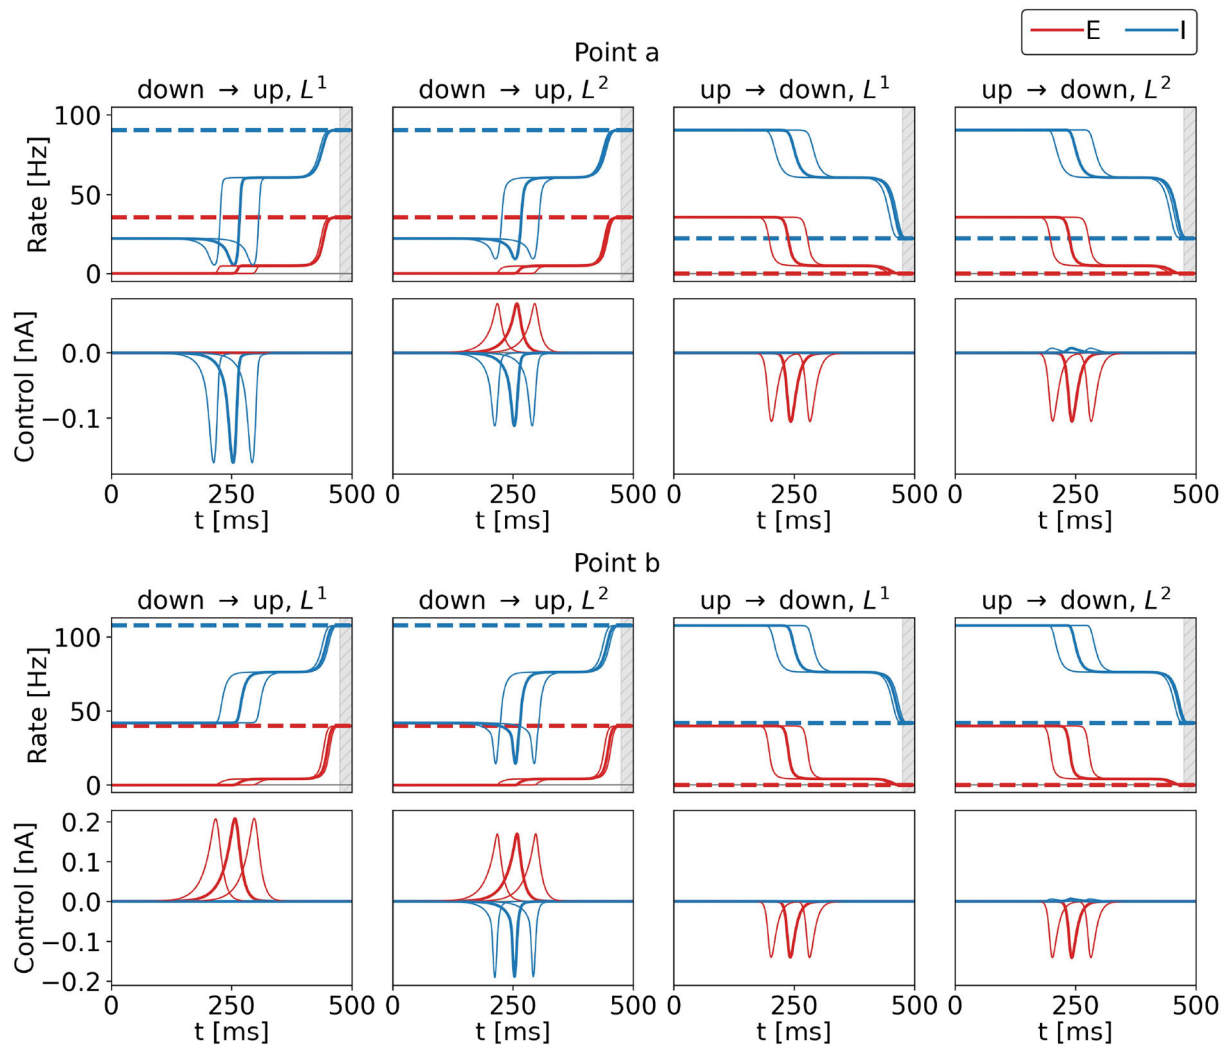 E I
Point a
down → up, L¹ down → up, L² up → down, L¹ up → down, L²
Rate [Hz]
100
50
0
Control [nA]
0.0
−0.1
0 250 500 0 250 500 0 250 500 0 250 500
t [ms] t [ms] t [ms] t [ms]
Point b
down → up, L¹ down → up, L² up → down, L¹ up → down, L²
Rate [Hz]
100
50
0
Control [nA]
0.2
0.1
0.0
−0.1
−0.2
0 250 500 0 250 500 0 250 500 0 250 500
t [ms] t [ms] t [ms] t [ms]